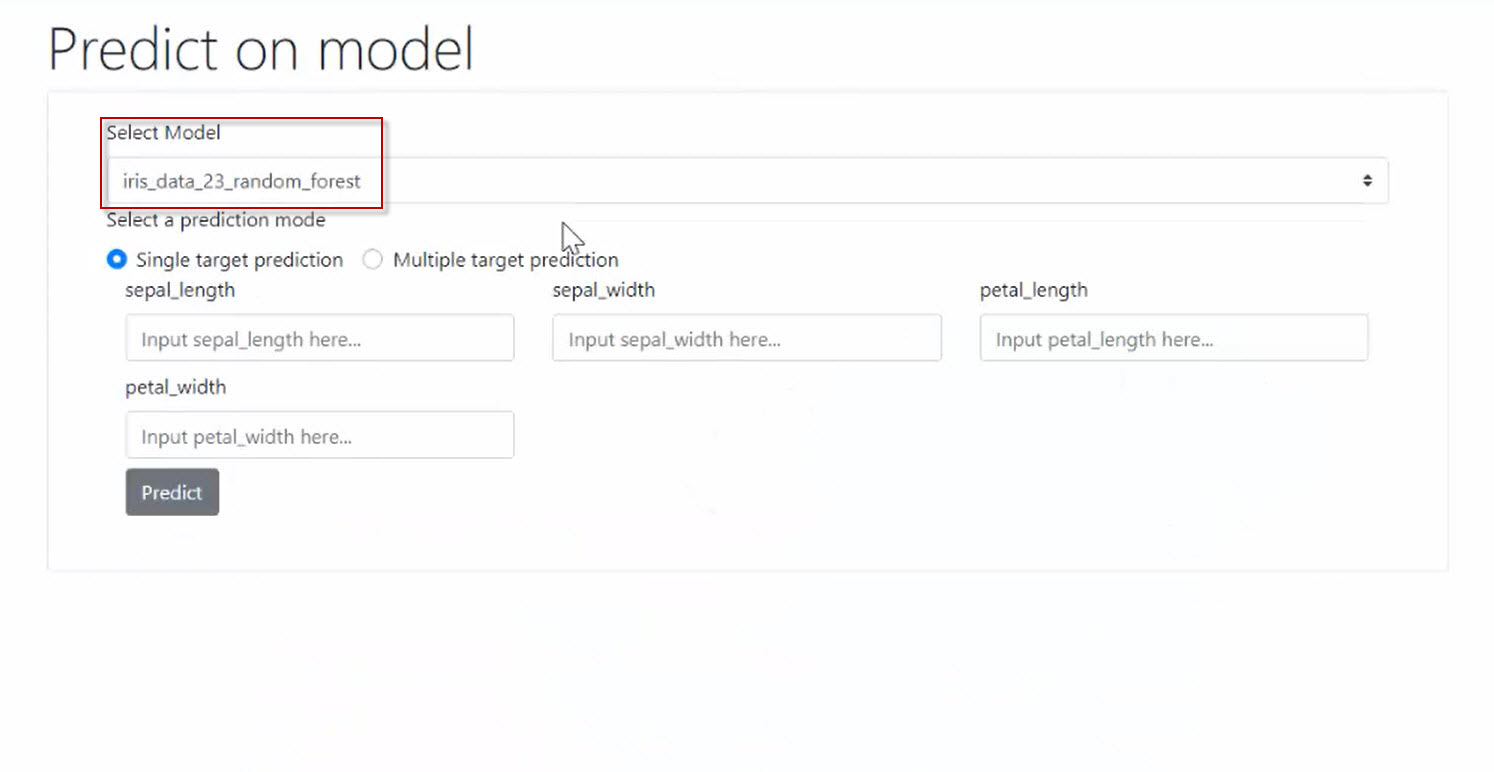 Predict on model
Select Model
iris_data_23_random_forest
Select a prediction mode
Single target prediction Multiple target prediction
sepal_length sepal_width petal_length
Input sepal_length here... Input sepal_width here... Input petal_length here...
petal_width
Input petal_width here...
Predict